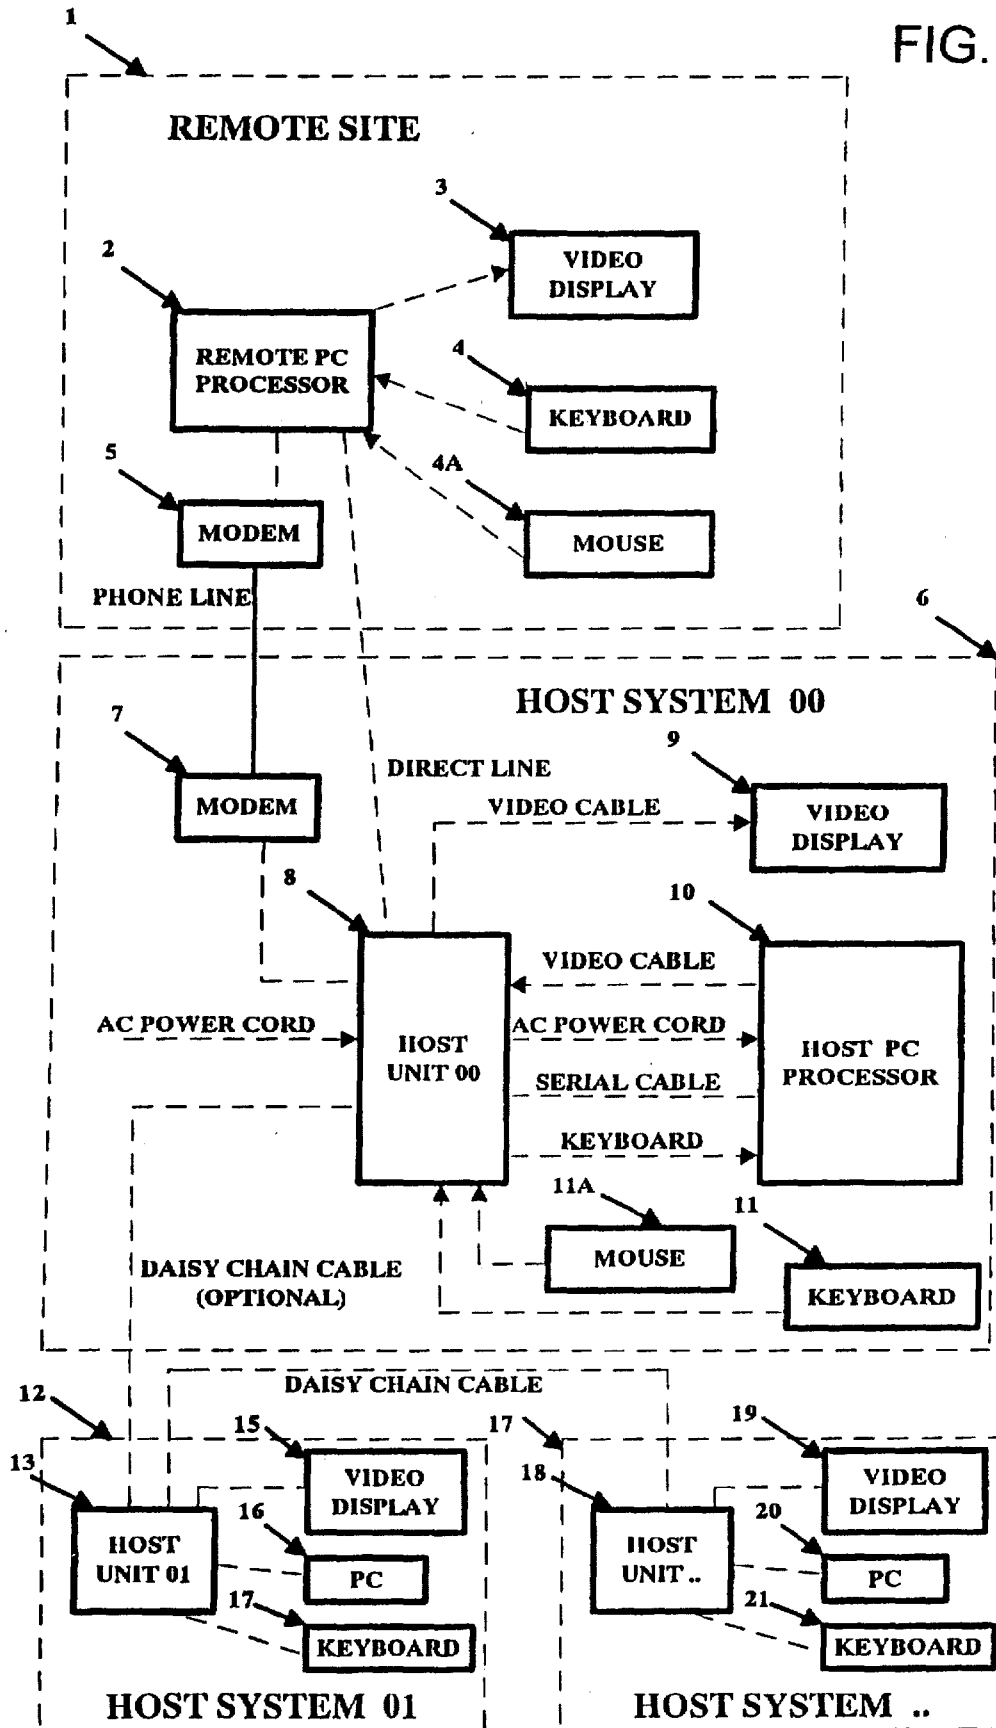 1
FIG.
REMOTE SITE
3
VIDEO
DISPLAY
2
REMOTE PC
PROCESSOR
4
KEYBOARD
4A
5
MODEM
MOUSE
PHONE LINE
6
HOST SYSTEM 00
7
MODEM
9
DIRECT LINE
VIDEO CABLE
VIDEO
DISPLAY
8
10
VIDEO CABLE
AC POWER CORD
HOST
UNIT 00
AC POWER CORD
HOST PC
PROCESSOR
SERIAL CABLE
KEYBOARD
11A
11
MOUSE
DAISY CHAIN CABLE
(OPTIONAL)
KEYBOARD
DAISY CHAIN CABLE
12
13
15
VIDEO
DISPLAY
HOST
UNIT 01
16
PC
17
KEYBOARD
HOST SYSTEM 01
17
18
19
VIDEO
DISPLAY
HOST
UNIT ..
20
PC
21
KEYBOARD
HOST SYSTEM ..